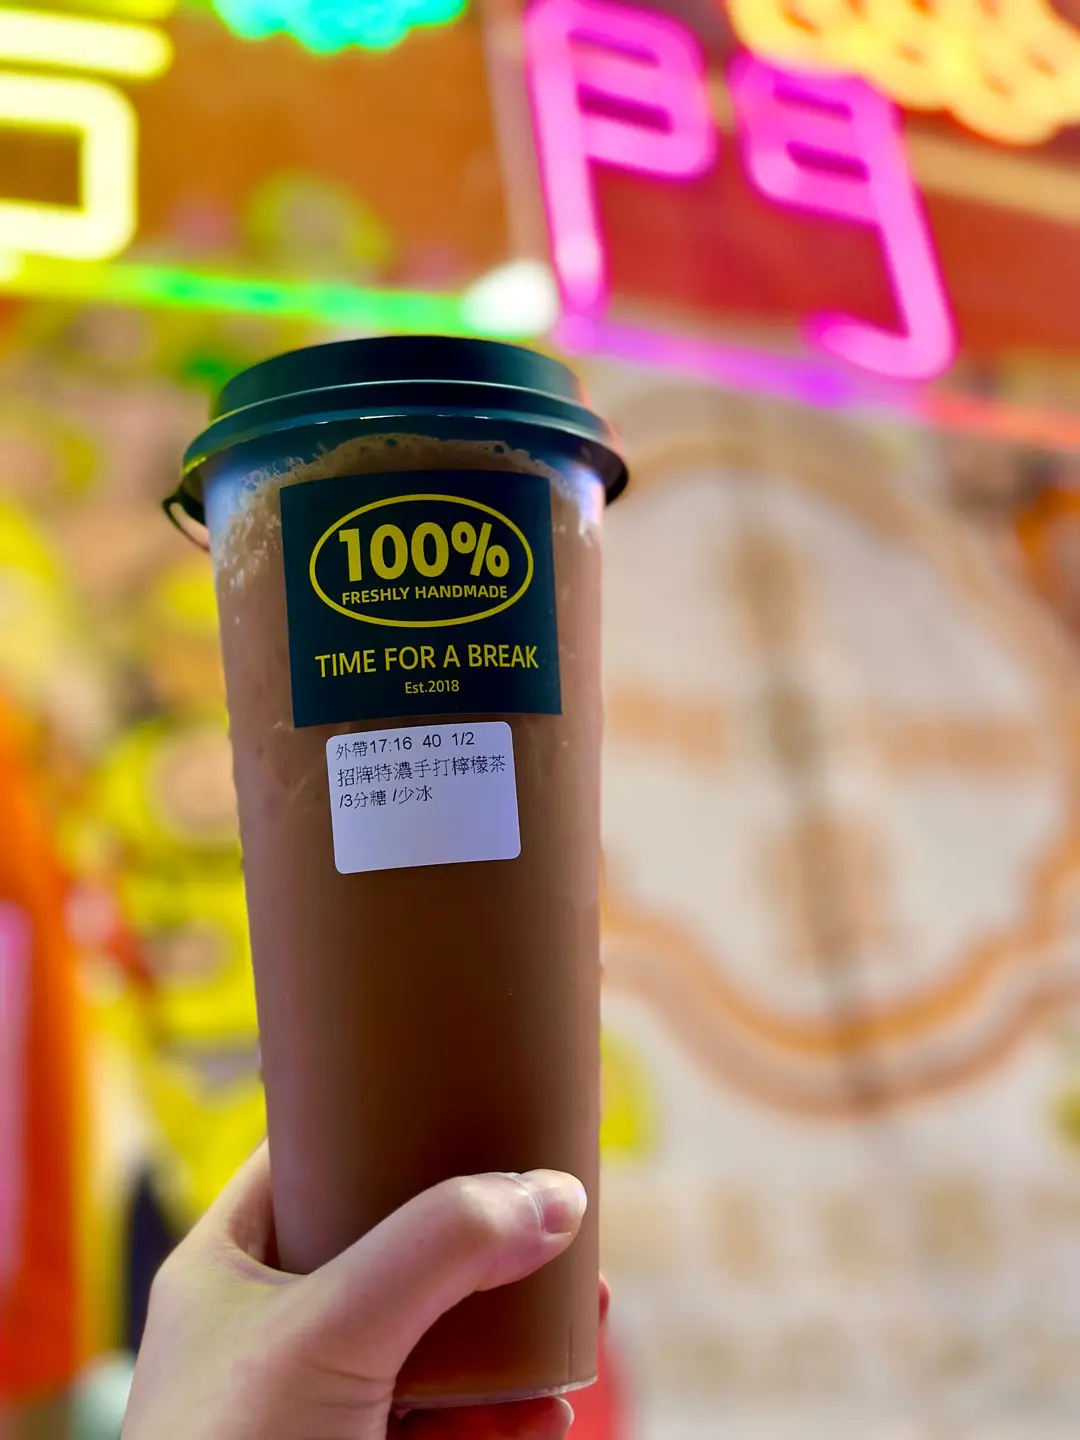 100%
FRESHLY HANDMADE
TIME FOR A BREAK
Est.2018
外帶17:16 40 1/2
招牌特濃手打檸檬茶
/3分糖 /少冰